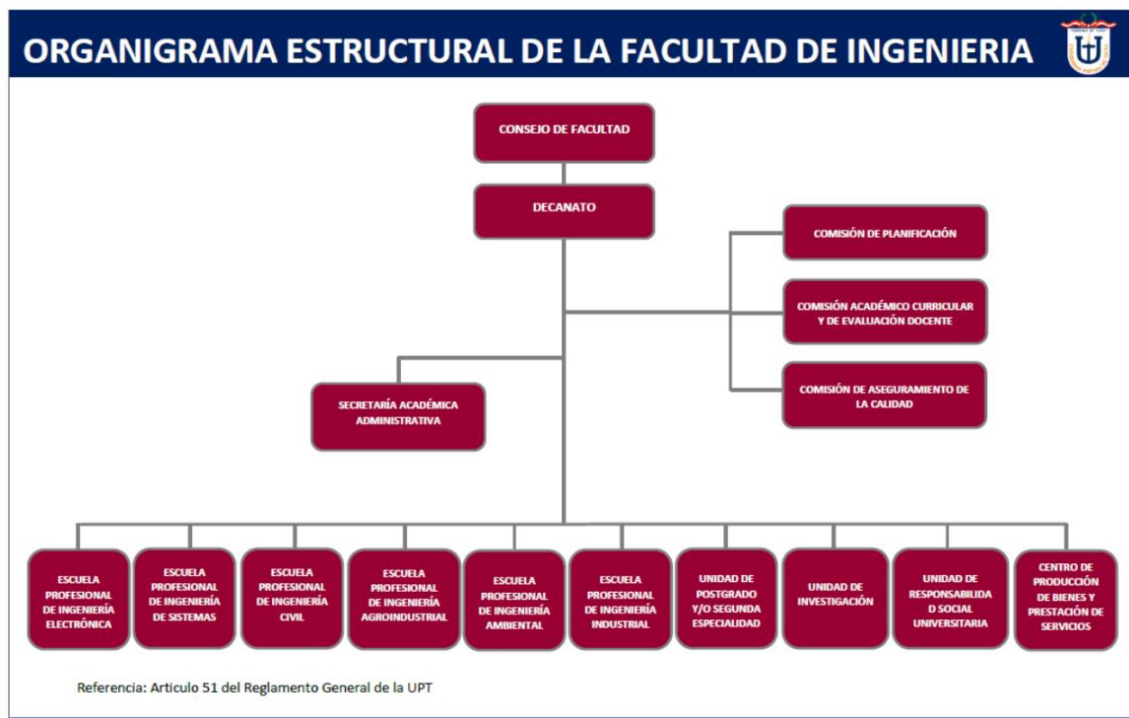 ORGANIGRAMA ESTRUCTURAL DE LA FACULTAD DE INGENIERIA
CONSEJO DE FACULTAD
DECANATO
COMISIÓN DE PLANIFICACIÓN
COMISIÓN ACADÉMICO CURRICULAR
Y DE EVALUACIÓN DOCENTE
COMISIÓN DE ASEGURAMIENTO DE
LA CALIDAD
SECRETARÍA ACADÉMICA
ADMINISTRATIVA
ESCUELA
PROFESIONAL
DE INGENIERÍA
ELECTRÓNICA
ESCUELA
PROFESIONAL
DE INGENIERÍA
DE SISTEMAS
ESCUELA
PROFESIONAL
DE INGENIERÍA
CIVIL
ESCUELA
PROFESIONAL
DE INGENIERÍA
AGROINDUSTRIAL
ESCUELA
PROFESIONAL
DE INGENIERÍA
AMBIENTAL
ESCUELA
PROFESIONAL
DE INGENIERÍA
INDUSTRIAL
UNIDAD DE
POSTGRADO
Y/O SEGUNDA
ESPECIALIDAD
UNIDAD DE
INVESTIGACIÓN
UNIDAD DE
RESPONSABILIDA
D SOCIAL
UNIVERSITARIA
CENTRO DE
PRODUCCIÓN
DE BIENES Y
PRESTACIÓN DE
SERVICIOS
Referencia: Articulo 51 del Reglamento General de la UPT